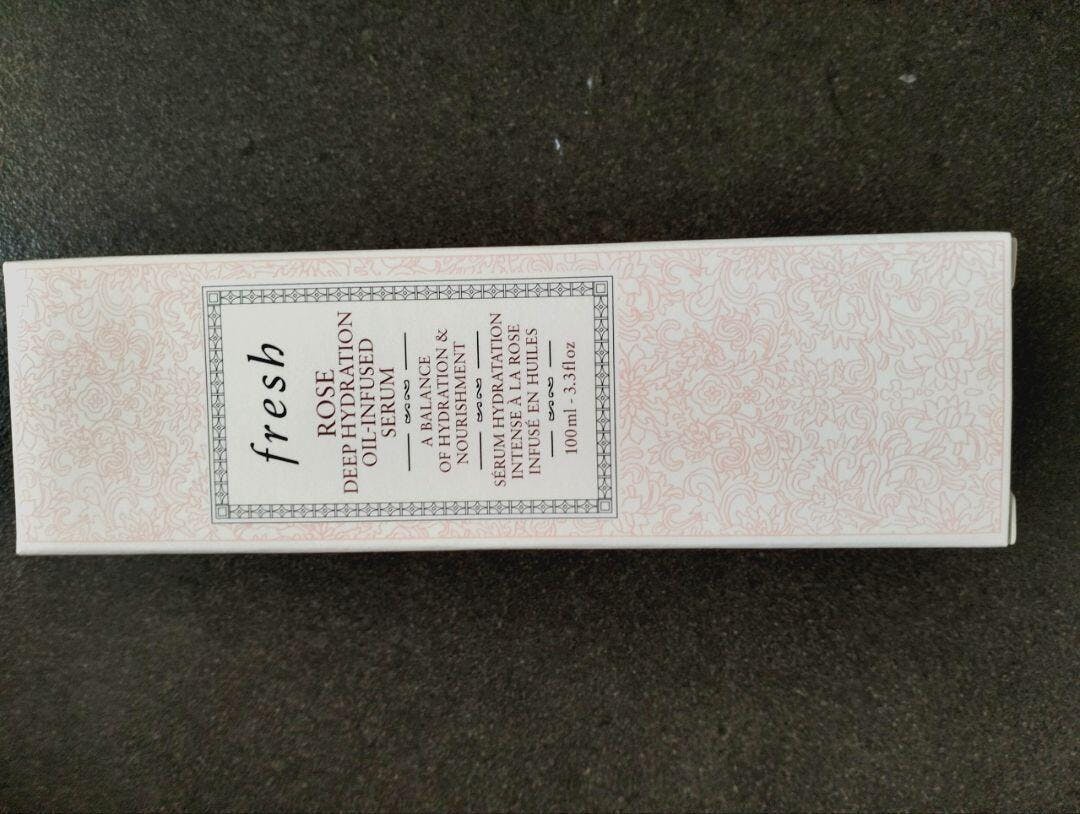 fresh
ROSE
DEEP HYDRATION
OIL-INFUSED
SERUM
A BALANCE
OF HYDRATION &
NOURISHMENT
SÉRUM HYDRATATION
INTENSE À LA ROSE
INFUSÉ EN HUILES
100ml - 3.3fl oz